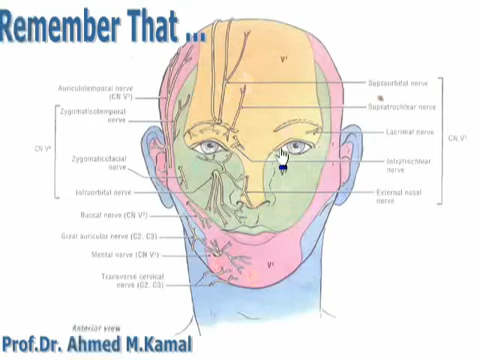 Remember That ...
V¹
Auriculotemporal nerve
(CN V³)
Zygomaticotemporal
nerve
CN V²
Zygomaticofacial
nerve
Infraorbital nerve
Buccal nerve (CN V³)
Great auricular nerve (C2, C3)
Mental nerve (CN V³)
Transverse cervical
nerve (C2, C3)
Supraorbital nerve
Supratrochlear nerve
Lacrimal nerve
CN V¹
Infratrochlear
nerve
External nasal
nerve
V³
Anterior view
Prof.Dr. Ahmed M.Kamal